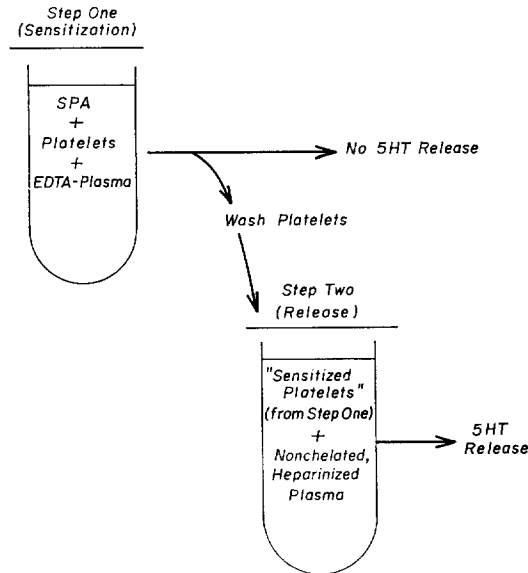 Step One
(Sensitization)
SPA
+
Platelets
+
EDTA-Plasma
No 5HT Release
Wash Platelets
Step Two
(Release)
"Sensitized
Platelets"
(from Step One)
+
Nonchelated,
Heparinized
Plasma
5HT
Release